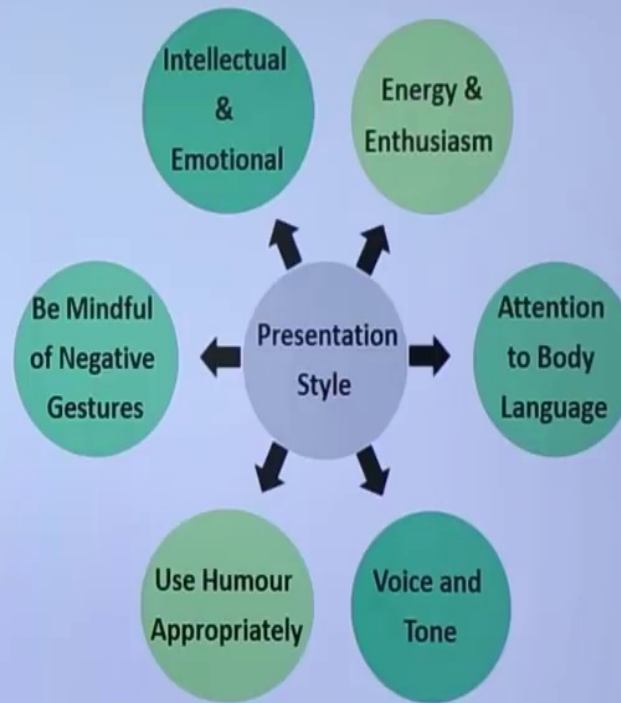 Intellectual
&
Emotional
Energy &
Enthusiasm
Be Mindful
of Negative
Gestures
Presentation
Style
Attention
to Body
Language
Use Humour
Appropriately
Voice and
Tone